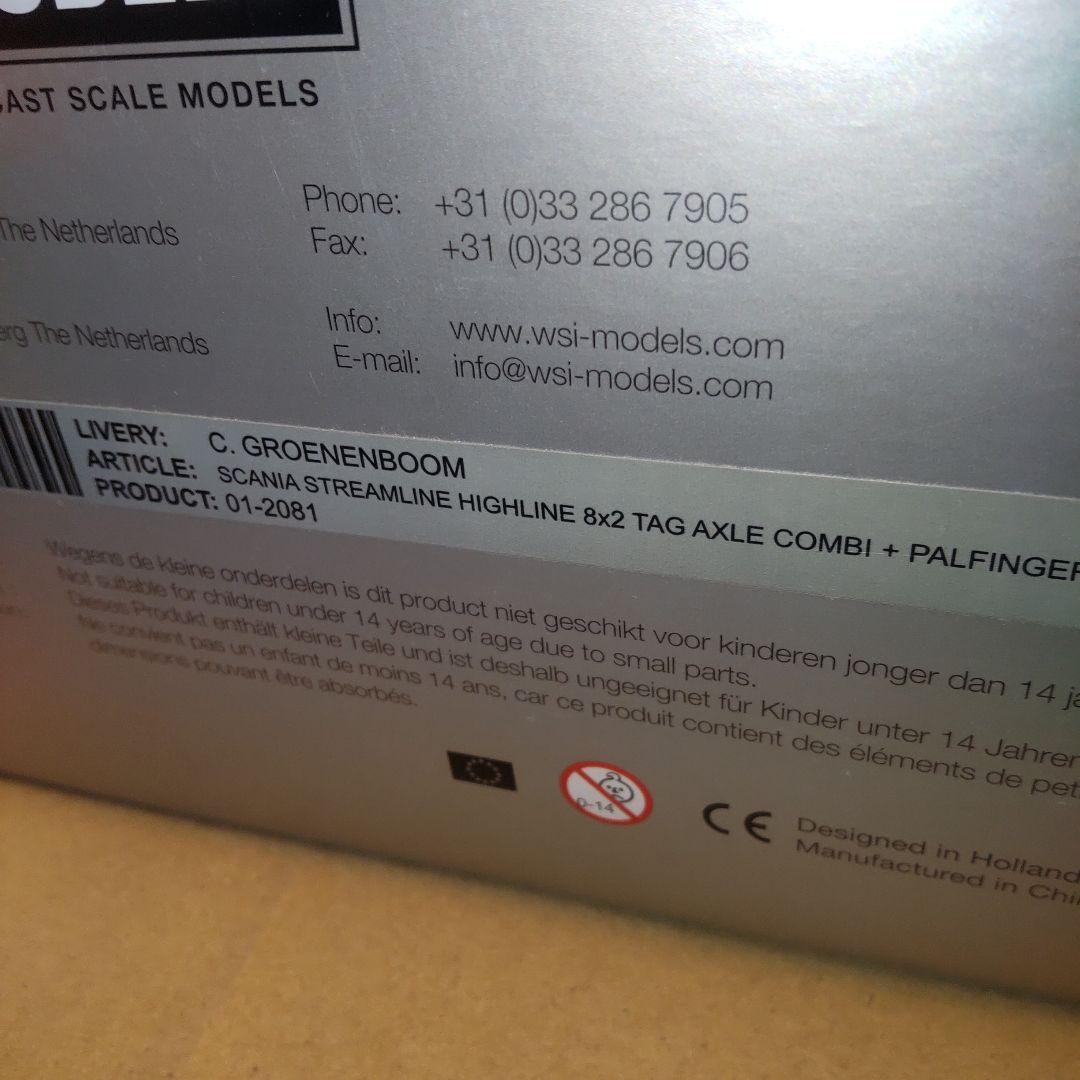 CAST SCALE MODELS
Phone: +31 (0)33 286 7905
The Netherlands
Fax: +31 (0)33 286 7906
Info: www.wsi-models.com
The Netherlands
E-mail: info@wsi-models.com
LIVERY: C. GROENENBOOM
ARTICLE: SCANIA STREAMLINE HIGHLINE 8x2 TAG AXLE COMBI + PALFINGER
PRODUCT: 01-2081
Wegens de kleine onderdelen is dit product niet geschikt voor kinderen jonger dan 14
Not suitable for children under 14 years of age due to small parts.
Dieses Produkt enthält kleine Teile und ist deshalb ungeeignet für Kinder unter 14 Jahren
Ne convient pas un enfant de moins 14 ans, car ce produit contient des éléments de
dimensions pouvant être absorbés.
0-14
CE
Designed in Holland
Manufactured in